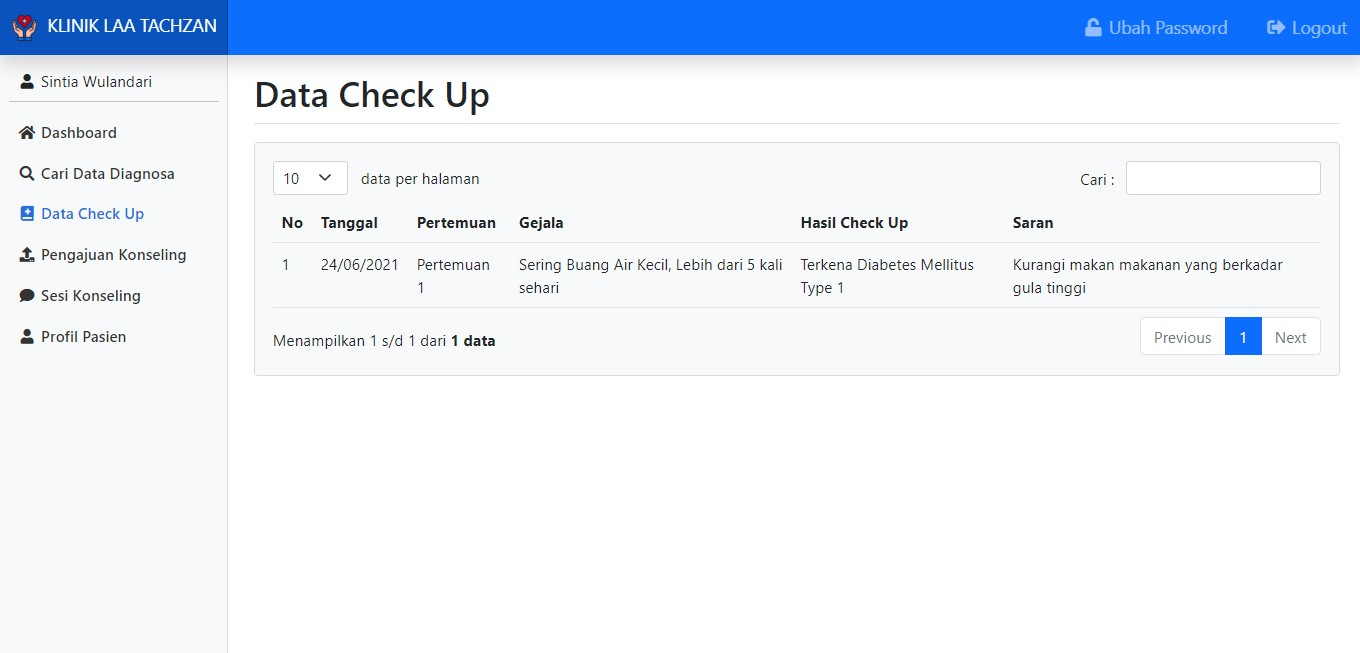 KLINIK LAA TACHZAN
Ubah Password
Logout
Sintia Wulandari
Dashboard
Cari Data Diagnosa
Data Check Up
Pengajuan Konseling
Sesi Konseling
Profil Pasien
Data Check Up
10 data per halaman
Cari :
No Tanggal Pertemuan Gejala Hasil Check Up Saran
1 24/06/2021 Pertemuan Sering Buang Air Kecil, Lebih dari 5 kali Terkena Diabetes Mellitus Kurangi makan makanan yang berkadar
1 sehari Type 1 gula tinggi
Menampilkan 1 s/d 1 dari 1 data
Previous 1 Next